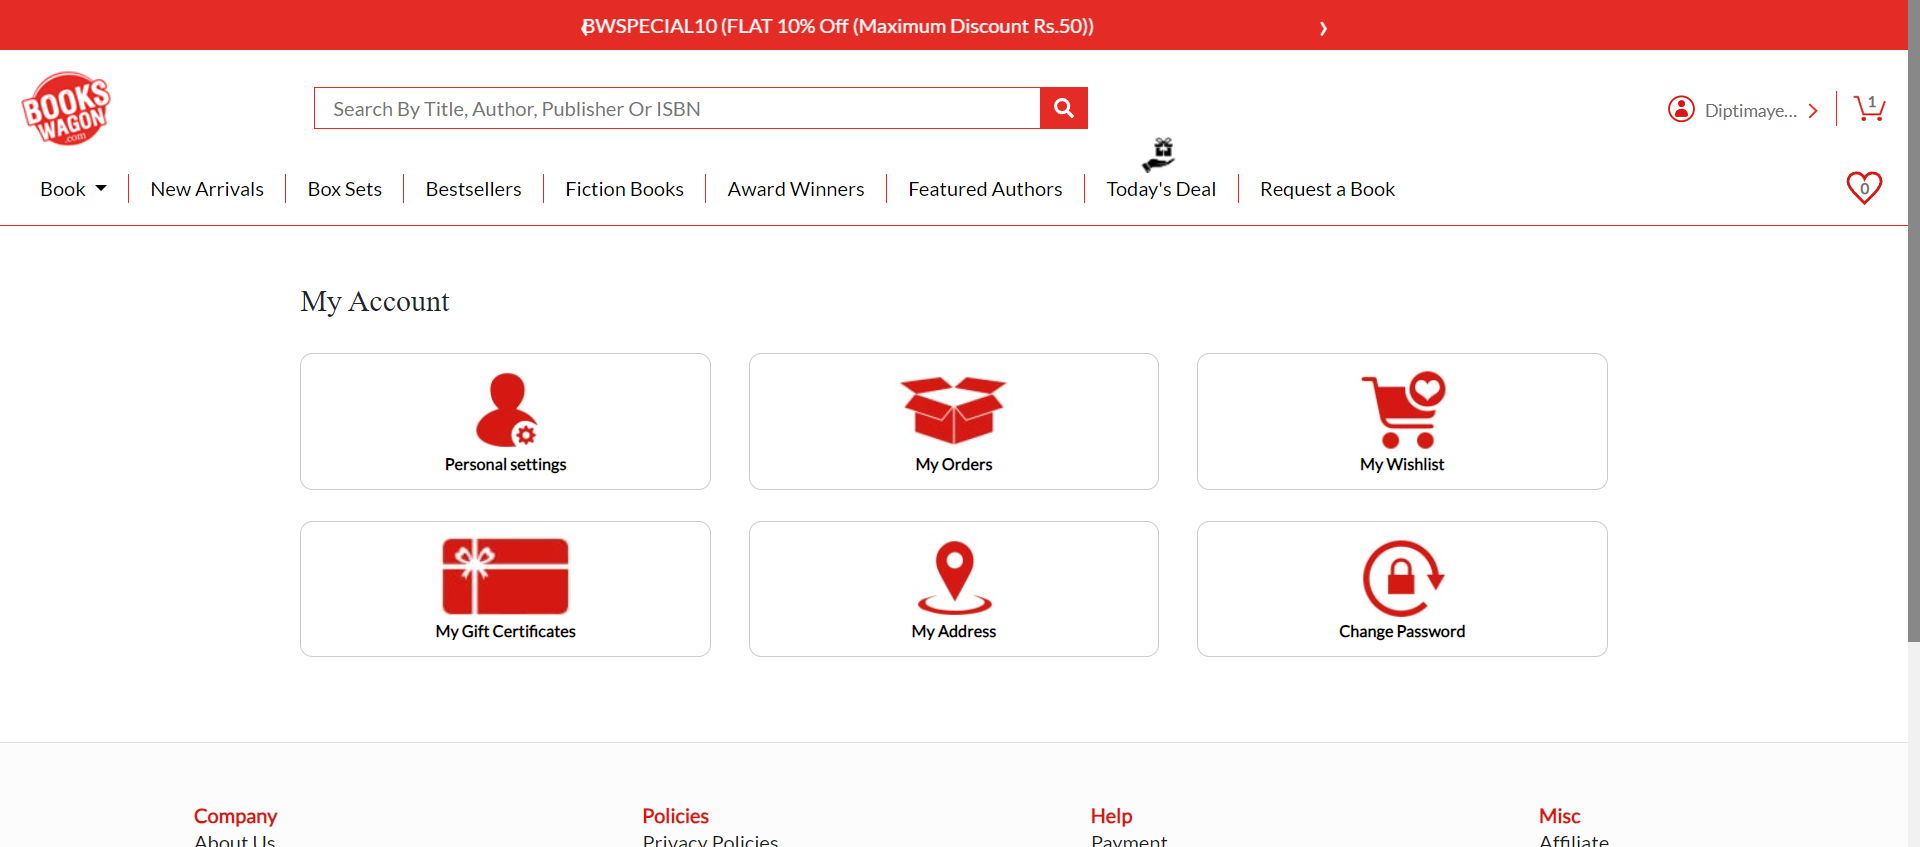 BWSPECIAL10 (FLAT 10% Off (Maximum Discount Rs.50))
BOOKS
WAGON
.com
Search By Title, Author, Publisher Or ISBN
Diptimaye...
1
Book
New Arrivals
Box Sets
Bestsellers
Fiction Books
Award Winners
Featured Authors
Today's Deal
Request a Book
0
My Account
Personal settings
My Orders
My Wishlist
My Gift Certificates
My Address
Change Password
Company
Policies
Help
Misc
About Us
Privacy Policies
Payment
Affiliate